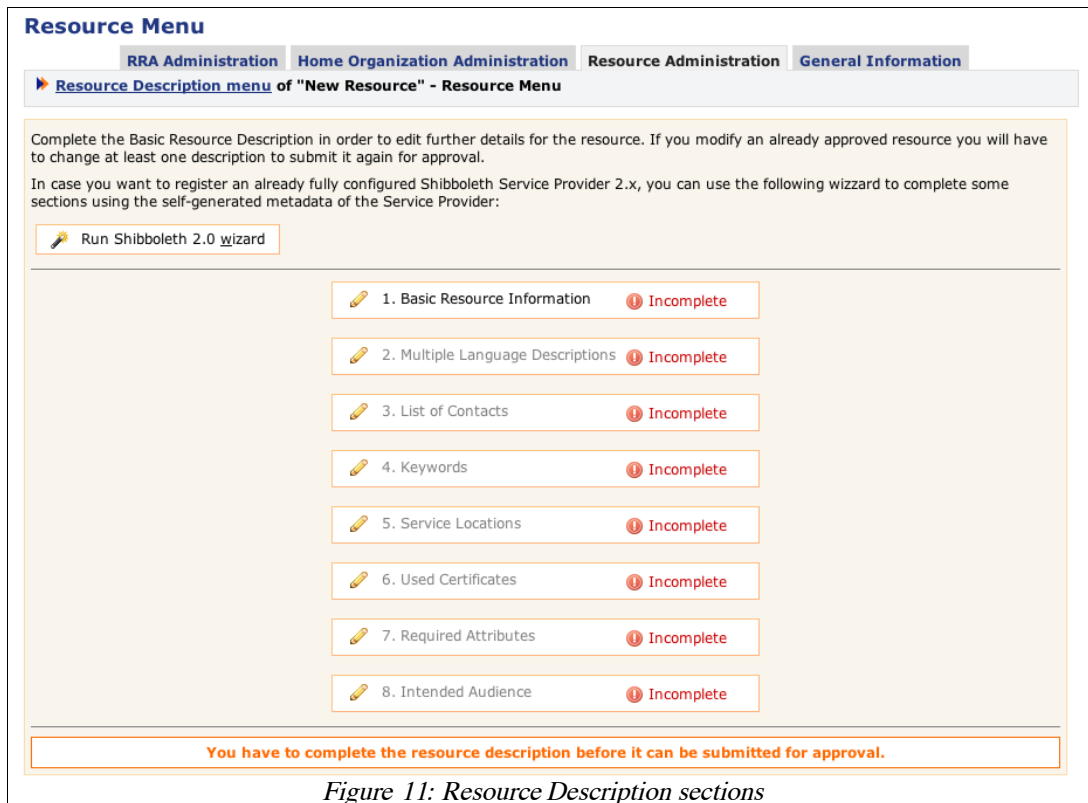 Resource Menu
RRA Administration Home Organization Administration Resource Administration General Information
Resource Description menu of "New Resource" - Resource Menu
Complete the Basic Resource Description in order to edit further details for the resource. If you modify an already approved resource you will have
to change at least one description to submit it again for approval.
In case you want to register an already fully configured Shibboleth Service Provider 2.x, you can use the following wizzard to complete some
sections using the self-generated metadata of the Service Provider:
Run Shibboleth 2.0 wizard
1. Basic Resource Information Incomplete
2. Multiple Language Descriptions Incomplete
3. List of Contacts Incomplete
4. Keywords Incomplete
5. Service Locations Incomplete
6. Used Certificates Incomplete
7. Required Attributes Incomplete
8. Intended Audience Incomplete
You have to complete the resource description before it can be submitted for approval.
Figure 11: Resource Description sections